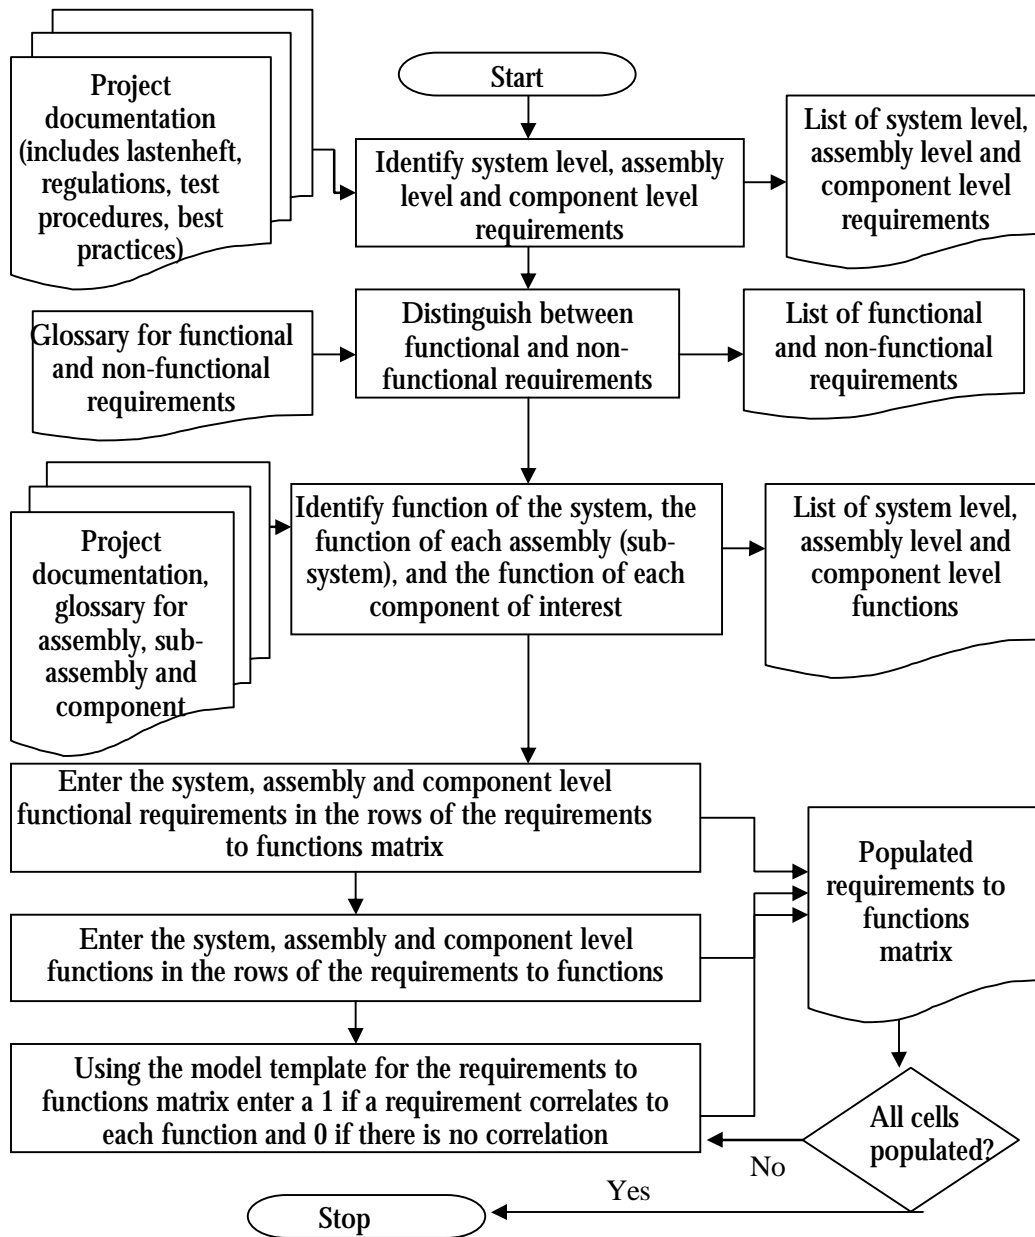 Start
Project
documentation
(includes lastenheft,
regulations, test
procedures, best
practices)
Identify system level, assembly
level and component level
requirements
List of system level,
assembly level and
component level
requirements
Glossary for functional
and non-functional
requirements
Distinguish between
functional and non-
functional requirements
List of functional
and non-functional
requirements
Project
documentation,
glossary for
assembly, sub-
assembly and
component
Identify function of the system, the
function of each assembly (sub-
system), and the function of each
component of interest
List of system level,
assembly level and
component level
functions
Enter the system, assembly and component level
functional requirements in the rows of the requirements
to functions matrix
Populated
requirements to
functions
matrix
Enter the system, assembly and component level
functions in the rows of the requirements to functions
Using the model template for the requirements to
functions matrix enter a 1 if a requirement correlates to
each function and 0 if there is no correlation
All cells
populated?
No
Yes
Stop